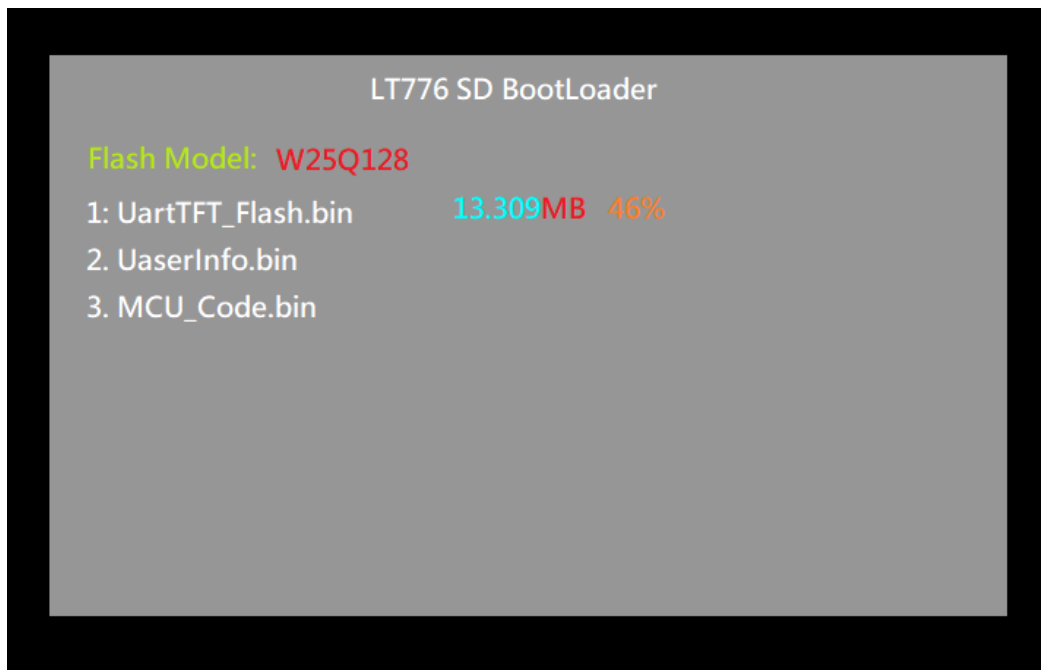 LT776 SD BootLoader
Flash Model: W25Q128
1: UartTFT_Flash.bin 13.309MB 46%
2. UaserInfo.bin
3. MCU_Code.bin